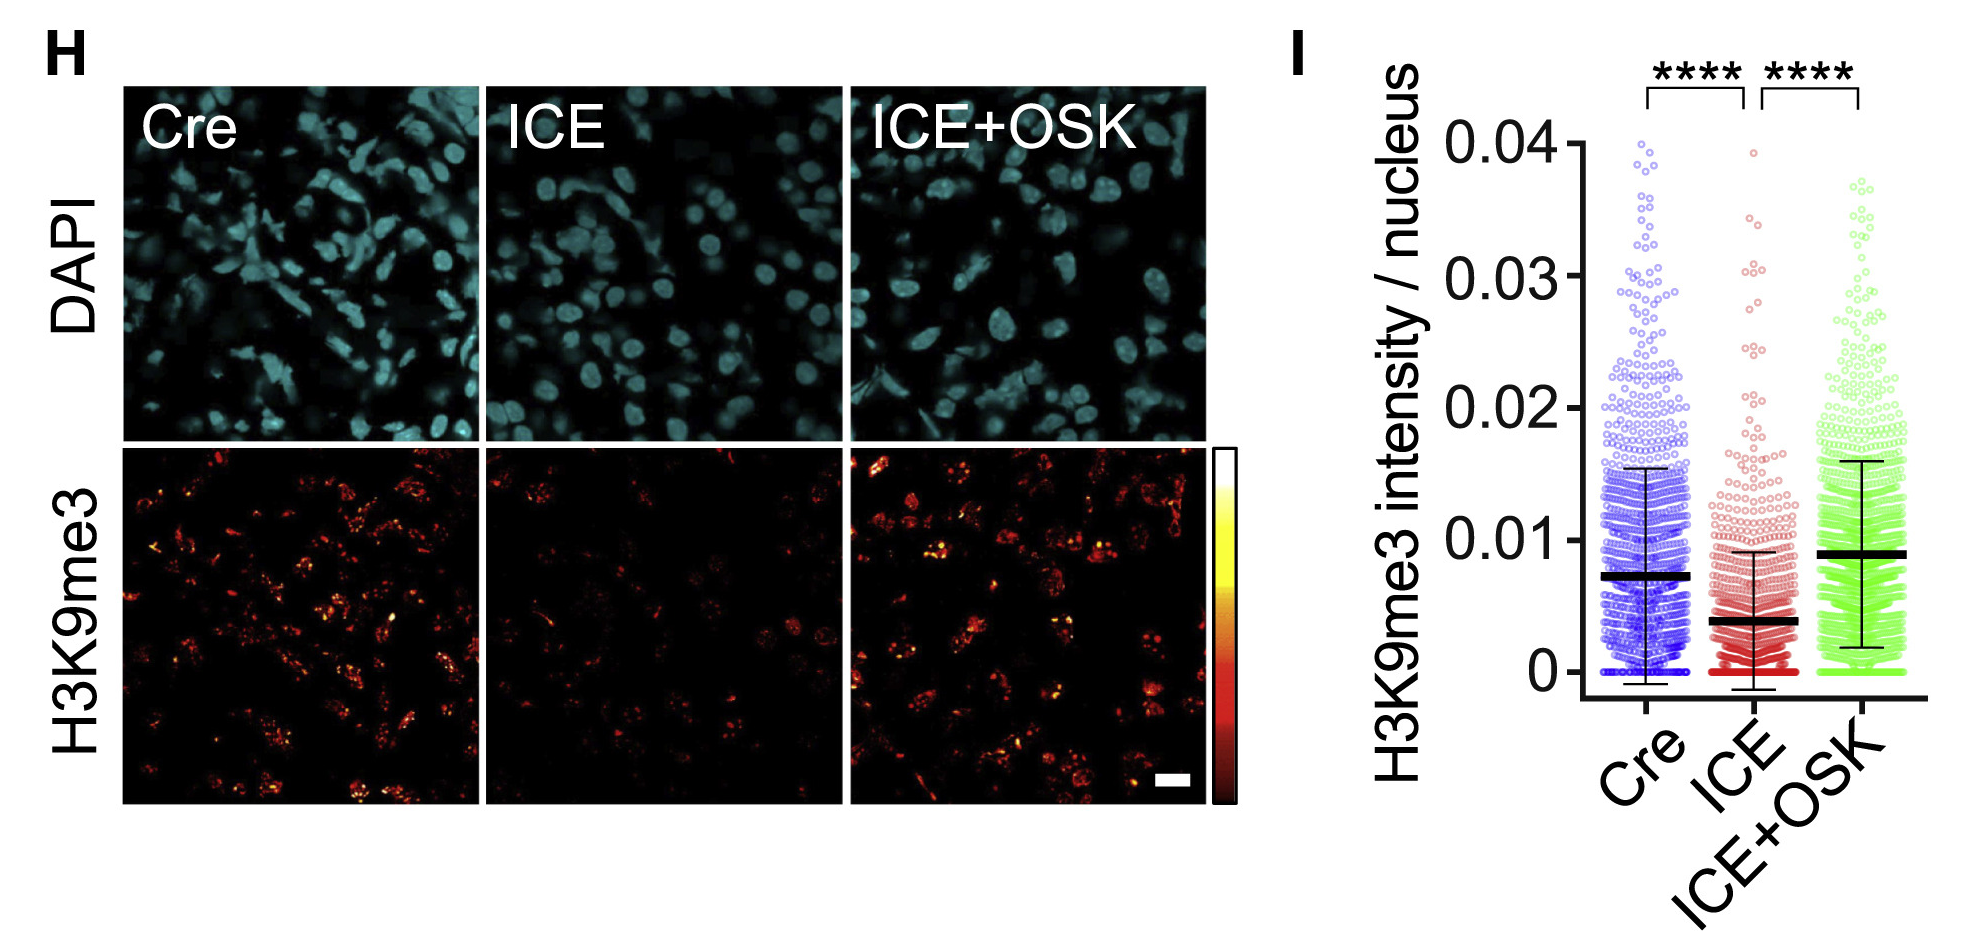 H
Cre
ICE
ICE+OSK
DAPI
H3K9me3
I
H3K9me3 intensity / nucleus
**** ****
0.04
0.03
0.02
0.01
0
Cre
ICE
ICE+OSK